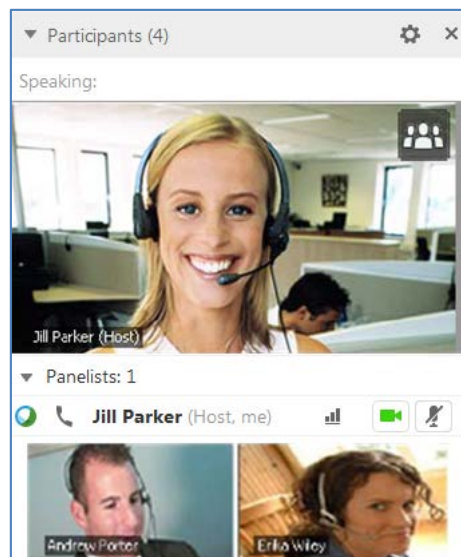 Participants (4)
Speaking:
Jill Parker (Host)
Panelists: 1
Jill Parker (Host, me)
Andrew Porter
Erika Wiley